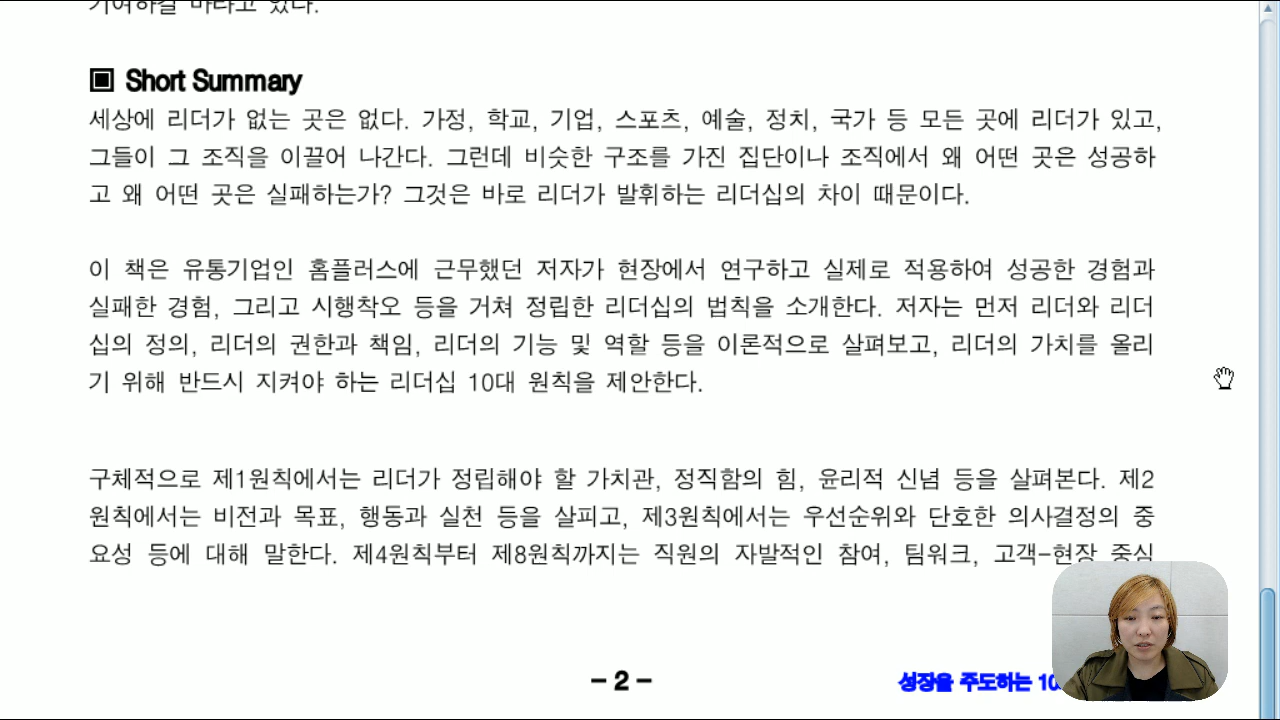 기여하길 바라고 있다.
▣ Short Summary
세상에 리더가 없는 곳은 없다. 가정, 학교, 기업, 스포츠, 예술, 정치, 국가 등 모든 곳에 리더가 있고,
그들이 그 조직을 이끌어 나간다. 그런데 비슷한 구조를 가진 집단이나 조직에서 왜 어떤 곳은 성공하
고 왜 어떤 곳은 실패하는가? 그것은 바로 리더가 발휘하는 리더십의 차이 때문이다.
이 책은 유통기업인 홈플러스에 근무했던 저자가 현장에서 연구하고 실제로 적용하여 성공한 경험과
실패한 경험, 그리고 시행착오 등을 거쳐 정립한 리더십의 법칙을 소개한다. 저자는 먼저 리더와 리더
십의 정의, 리더의 권한과 책임, 리더의 기능 및 역할 등을 이론적으로 살펴보고, 리더의 가치를 올리
기 위해 반드시 지켜야 하는 리더십 10대 원칙을 제안한다.
구체적으로 제1원칙에서는 리더가 정립해야 할 가치관, 정직함의 힘, 윤리적 신념 등을 살펴본다. 제2
원칙에서는 비전과 목표, 행동과 실천 등을 살피고, 제3원칙에서는 우선순위와 단호한 의사결정의 중
요성 등에 대해 말한다. 제4원칙부터 제8원칙까지는 직원의 자발적인 참여, 팀워크, 고객-현장 중심
- 2 -
성장을 주도하는 10